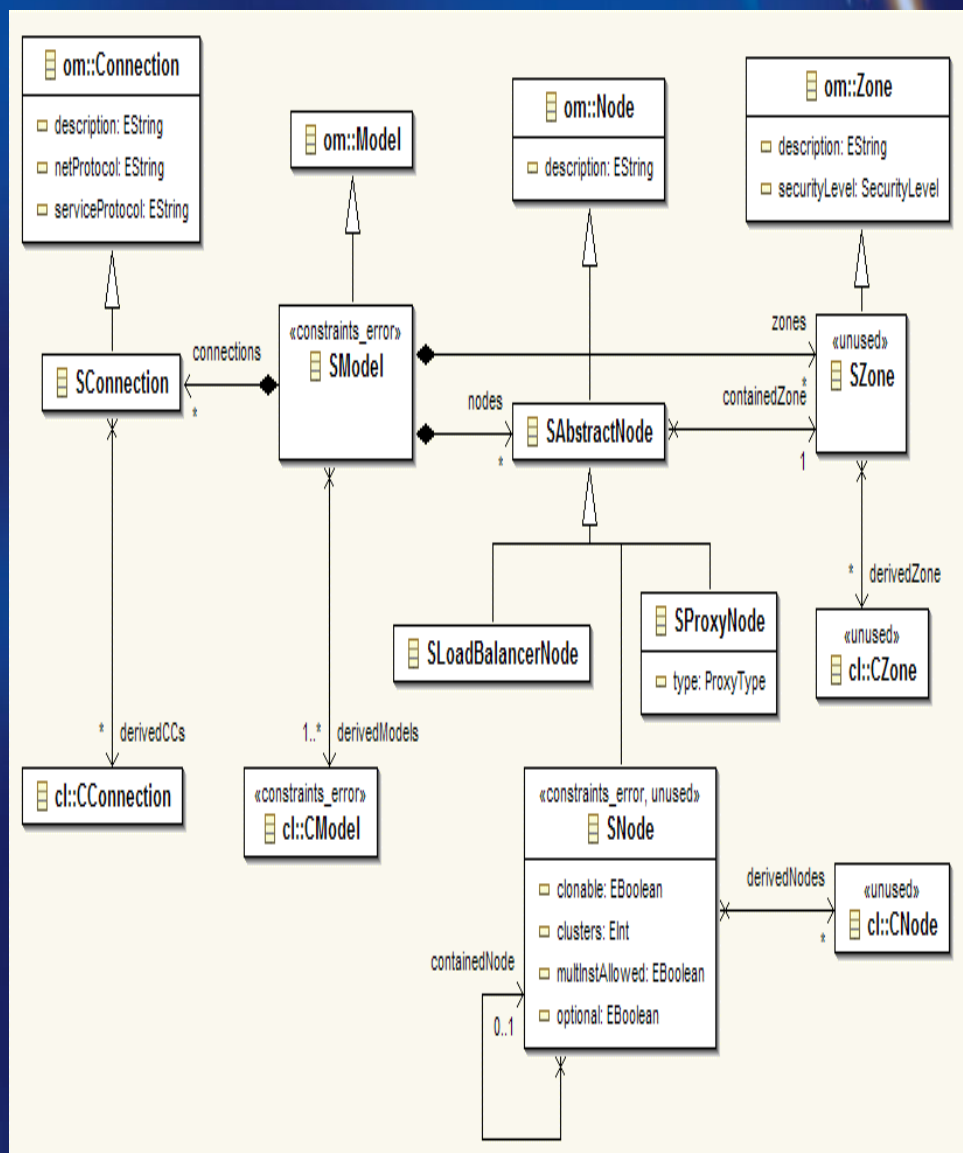 om::Connection
description: EString
netProtocol: EString
serviceProtocol: EString
om::Model
om::Node
description: EString
om::Zone
description: EString
securityLevel: SecurityLevel
SConnection
connections
*
«constraints_error»
SModel
zones
*
nodes
*
SAbstractNode
containedZone
1
«unused»
SZone
SLoadBalancerNode
SProxyNode
type: ProxyType
* derivedZone
«unused»
cl::CZone
* derivedCCs
cl::CConnection
1..* derivedModels
«constraints_error»
cl::CModel
«constraints_error, unused»
SNode
clonable: EBoolean
clusters: EInt
multInstAllowed: EBoolean
optional: EBoolean
containedNode
0..1
derivedNodes
*
«unused»
cl::CNode